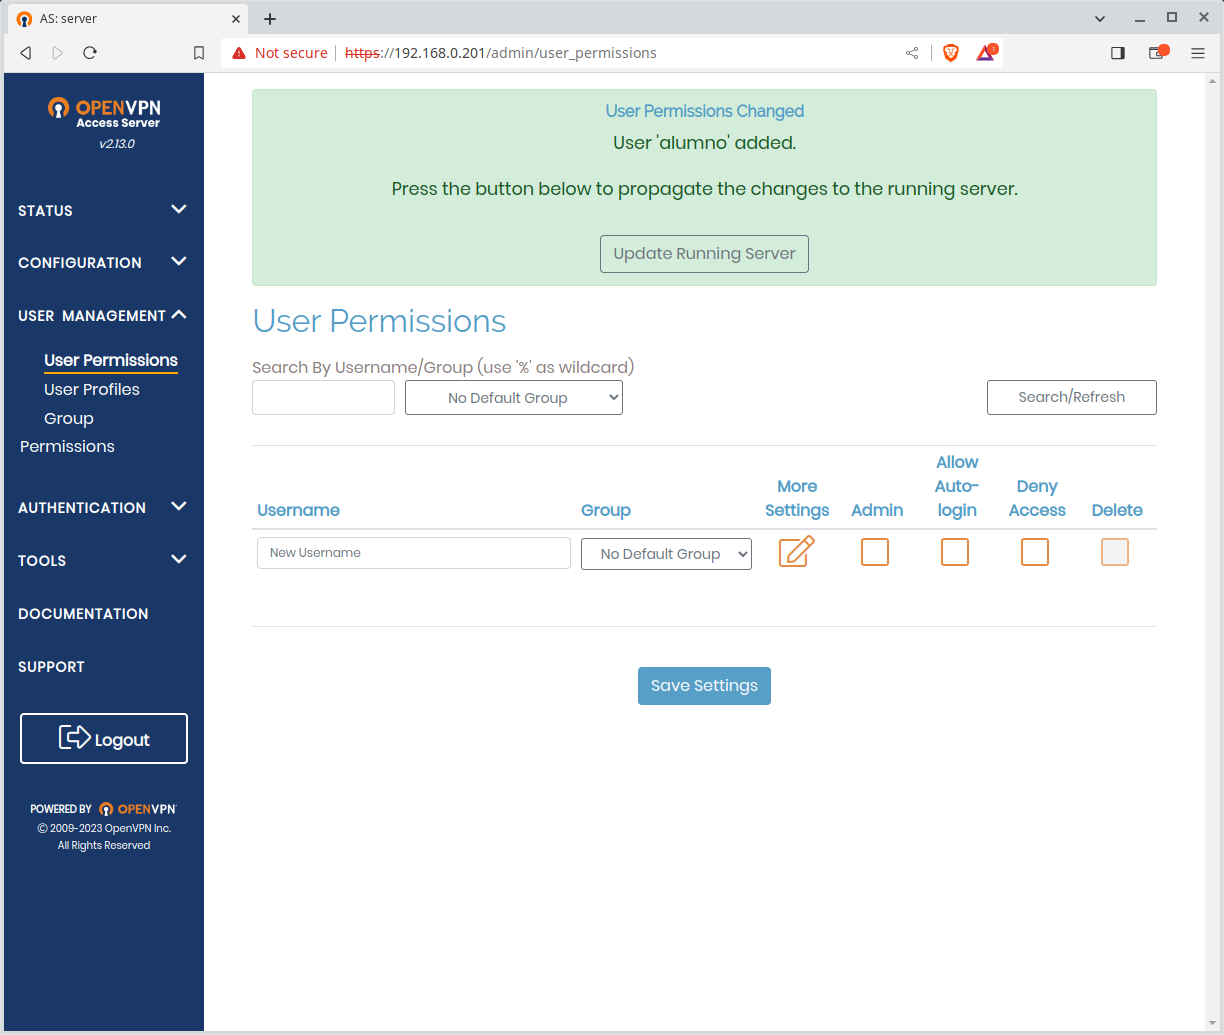 AS: server
Not secure https://192.168.0.201/admin/user_permissions
OPENVPN
Access Server
v2.13.0
STATUS
CONFIGURATION
USER MANAGEMENT
User Permissions
User Profiles
Group
Permissions
AUTHENTICATION
TOOLS
DOCUMENTATION
SUPPORT
Logout
POWERED BY OPENVPN
© 2009-2023 OpenVPN Inc.
All Rights Reserved
User Permissions Changed
User 'alumno' added.
Press the button below to propagate the changes to the running server.
Update Running Server
User Permissions
Search By Username/Group (use '%' as wildcard)
No Default Group
Search/Refresh
Username
Group
More
Settings
Admin
Allow
Auto-
login
Deny
Access
Delete
New Username
No Default Group
Save Settings